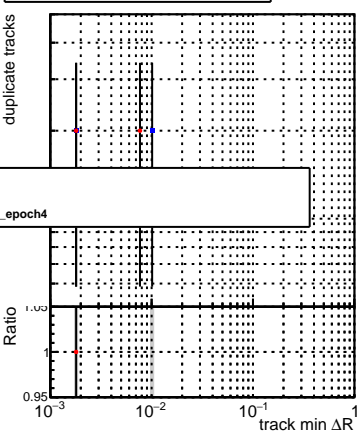 duplicate tracks
_epoch4
Ratio
1.05
1
0.95
10⁻³ 10⁻² 10⁻¹ 1
track min ΔR